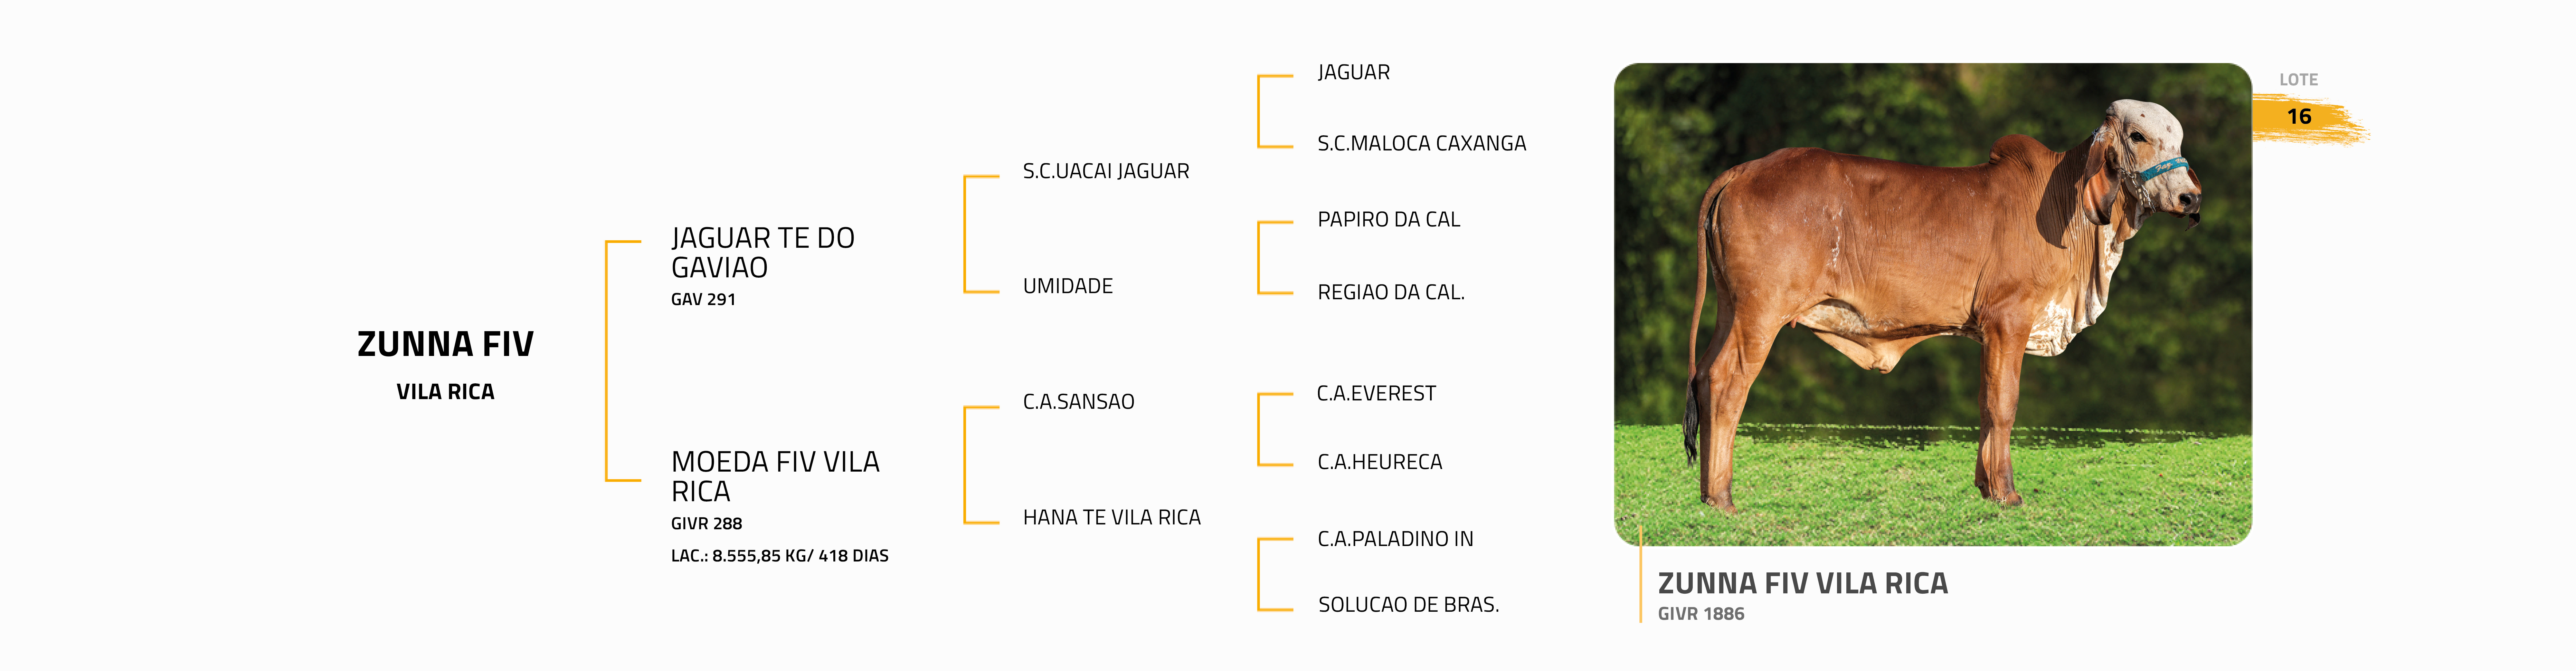 ZUNNA FIV
VILA RICA
JAGUAR TE DO
GAVIAO
GAV 291
MOEDA FIV VILA
RICA
GIVR 288
LAC.: 8.555,85 KG/ 418 DIAS
S.C.UACAI JAGUAR
UMIDADE
C.A.SANSAO
HANA TE VILA RICA
JAGUAR
S.C.MALOCA CAXANGA
PAPIRO DA CAL
REGIAO DA CAL.
C.A.EVEREST
C.A.HEURECA
C.A.PALADINO IN
SOLUCAO DE BRAS.
LOTE
16
ZUNNA FIV VILA RICA
GIVR 1886